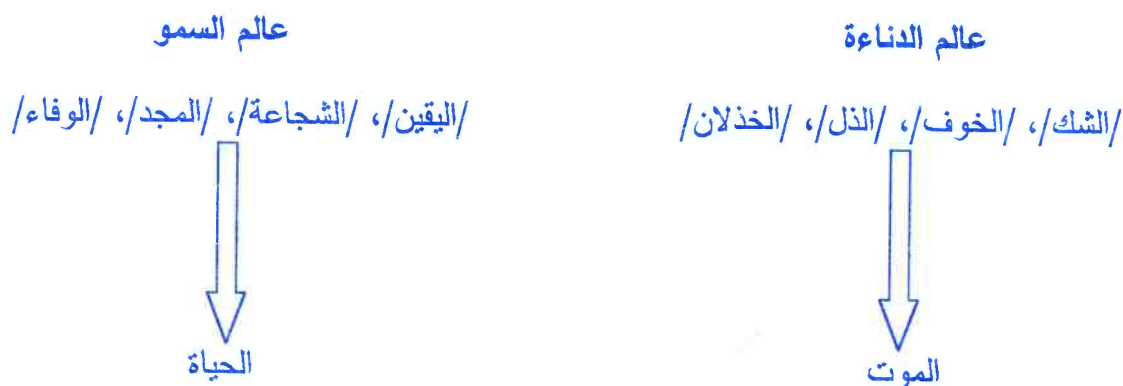 عالم الدناءة
/الشك/، /الخوف/، /الذل/، /الخذلان/
الموت
عالم السمو
/اليقين/، /الشجاعة/، /المجد/، /الوفاء/
الحياة